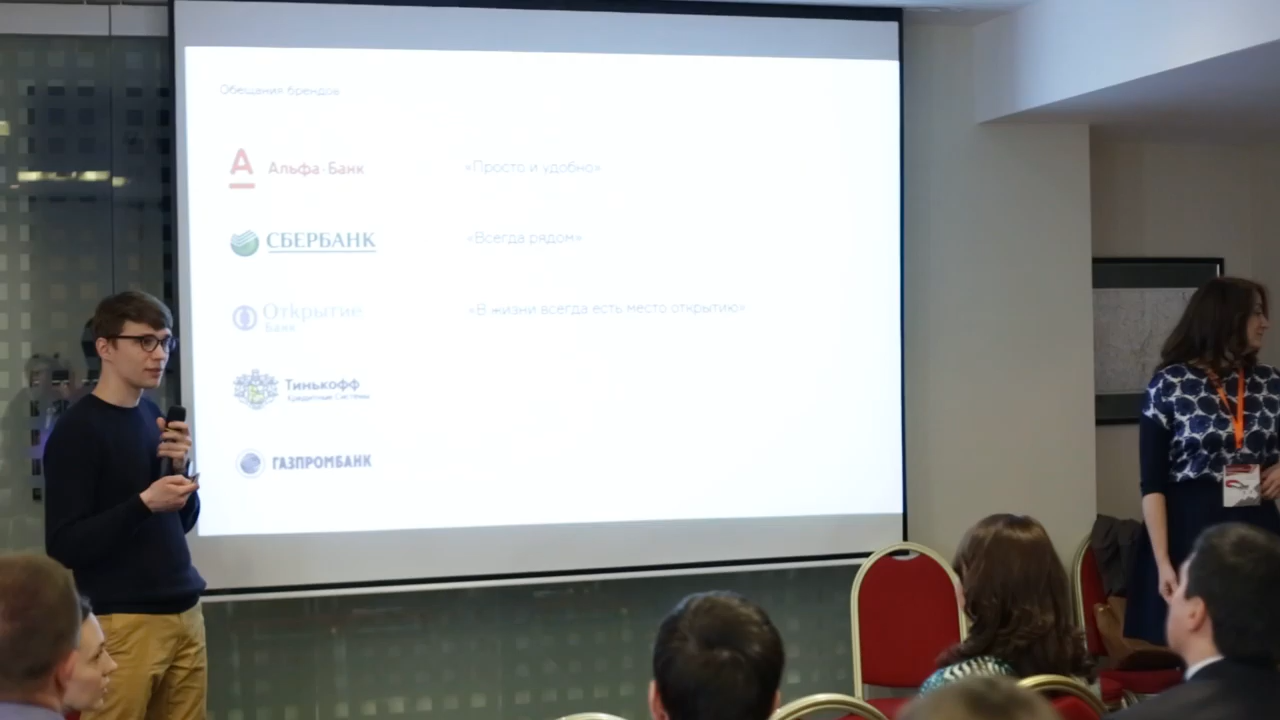 Обещания брендов
А Альфа·Банк «Просто и удобно»
СБЕРБАНК «Всегда рядом»
Открытие «В жизни всегда есть место открытию»
Банк
Тинькофф
Кредитные Системы
ГАЗПРОМБАНК